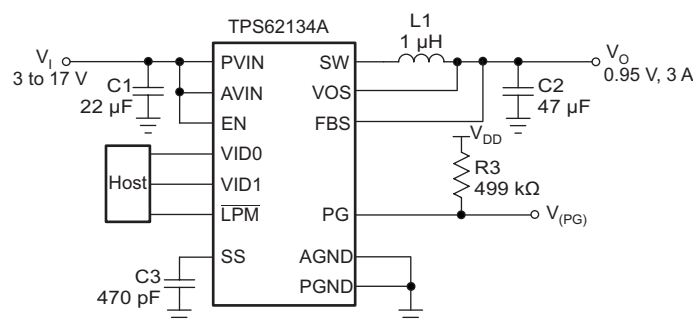 TPS62134A
L1
1 µH
V_I
3 to 17 V
C1
22 µF
PVIN
AVIN
EN
VID0
VID1
L̅P̅M̅
SS
SW
VOS
FBS
PG
AGND
PGND
Host
C3
470 pF
V_O
0.95 V, 3 A
C2
47 µF
V_DD
R3
499 kΩ
V_(PG)